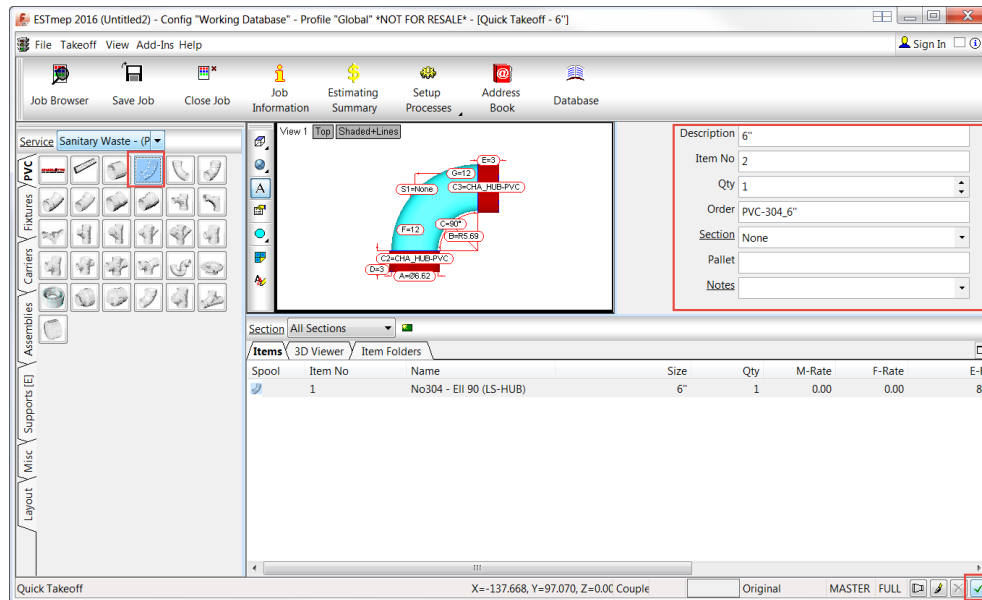 ESTmep 2016 (Untitled2) - Config "Working Database" - Profile "Global" *NOT FOR RESALE* - [Quick Takeoff - 6"]
File Takeoff View Add-Ins Help
Sign In
Job Browser
Save Job
Close Job
Job Information
Estimating Summary
Setup Processes
Address Book
Database
Service Sanitary Waste - (P
PVC
Fixtures
Carriers
Assemblies
Supports [E]
Misc
Layout
View 1 Top Shaded+Lines
E=3
G=12
S1=None
C3=CHA_HUB-PVC
F=12
C=90°
B=R5.69
C2=CHA_HUB-PVC
D=3
A=Ø6.62
Description 6"
Item No 2
Qty 1
Order PVC-304_6"
Section None
Pallet
Notes
Section All Sections
Items 3D Viewer Item Folders
Spool Item No Name Size Qty M-Rate F-Rate
1 No304 - Ell 90 (LS-HUB) 6" 1 0.00 0.00 8
Quick Takeoff
X=-137.668, Y=97.070, Z=0.00 Couple
Original
MASTER FULL